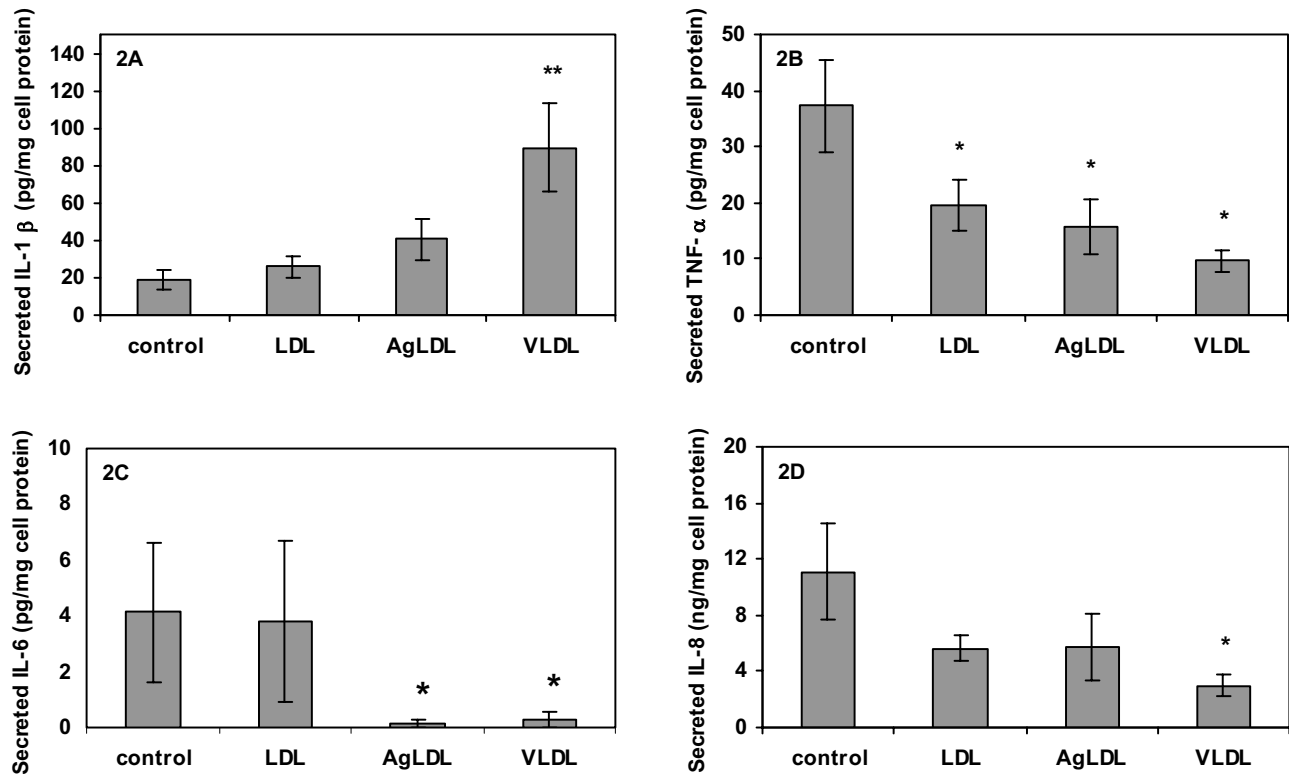 2A
Secreted IL-1 β (pg/mg cell protein)
140
120
100
80
60
40
20
0
**
control LDL AgLDL VLDL
2B
Secreted TNF- α (pg/mg cell protein)
50
40
30
20
10
0
* * *
control LDL AgLDL VLDL
2C
Secreted IL-6 (pg/mg cell protein)
10
8
6
4
2
0
* *
control LDL AgLDL VLDL
2D
Secreted IL-8 (ng/mg cell protein)
20
16
12
8
4
0
*
control LDL AgLDL VLDL